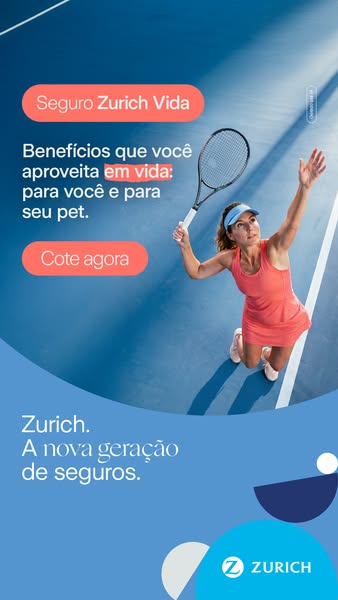 Seguro Zurich Vida
Benefícios que você
aproveita em vida:
para você e para
seu pet.
Cote agora
Zurich.
A nova geração
de seguros.
ZURICH